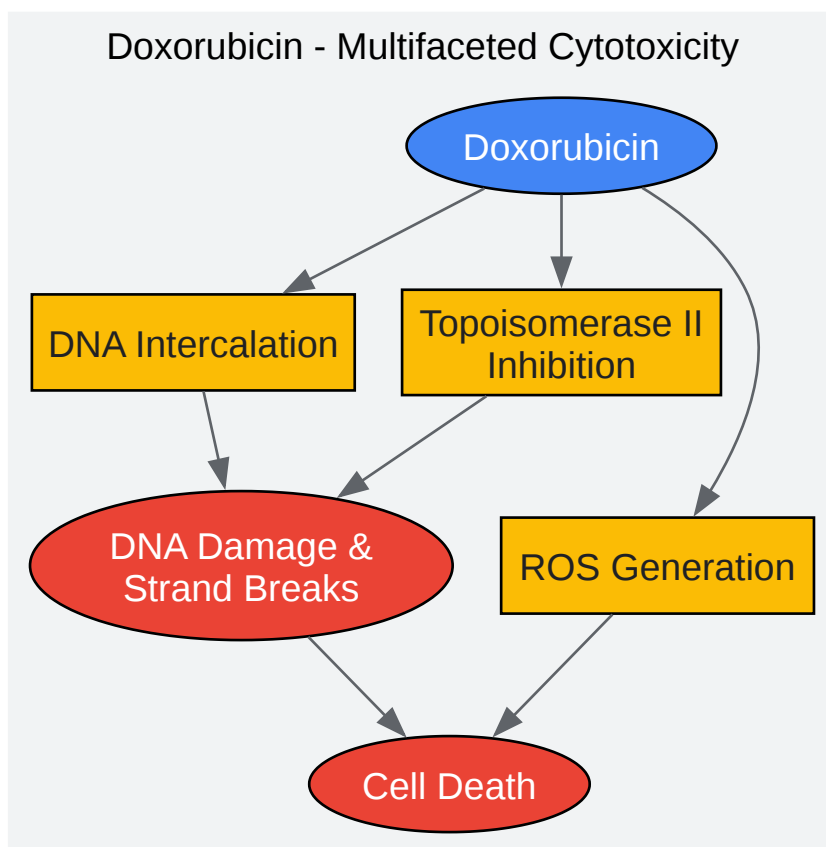 Doxorubicin - Multifaceted Cytotoxicity
Doxorubicin
DNA Intercalation
Topoisomerase II
Inhibition
DNA Damage &
Strand Breaks
ROS Generation
Cell Death